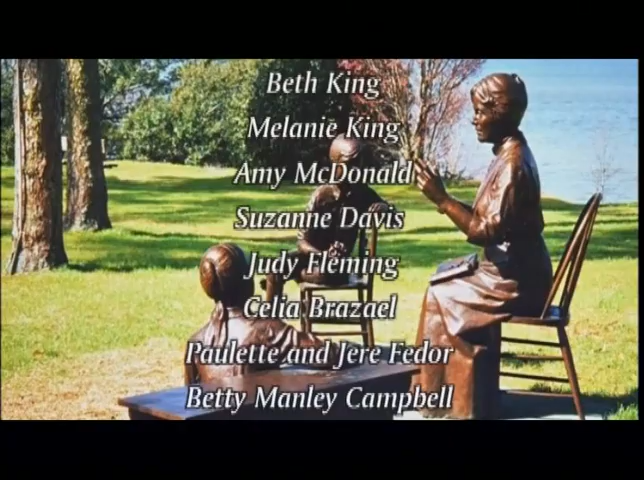 Beth King
Melanie King
Amy McDonald
Suzanne Davis
Judy Fleming
Celia Brazael
Paulette and Jere Fedor
Betty Manley Campbell